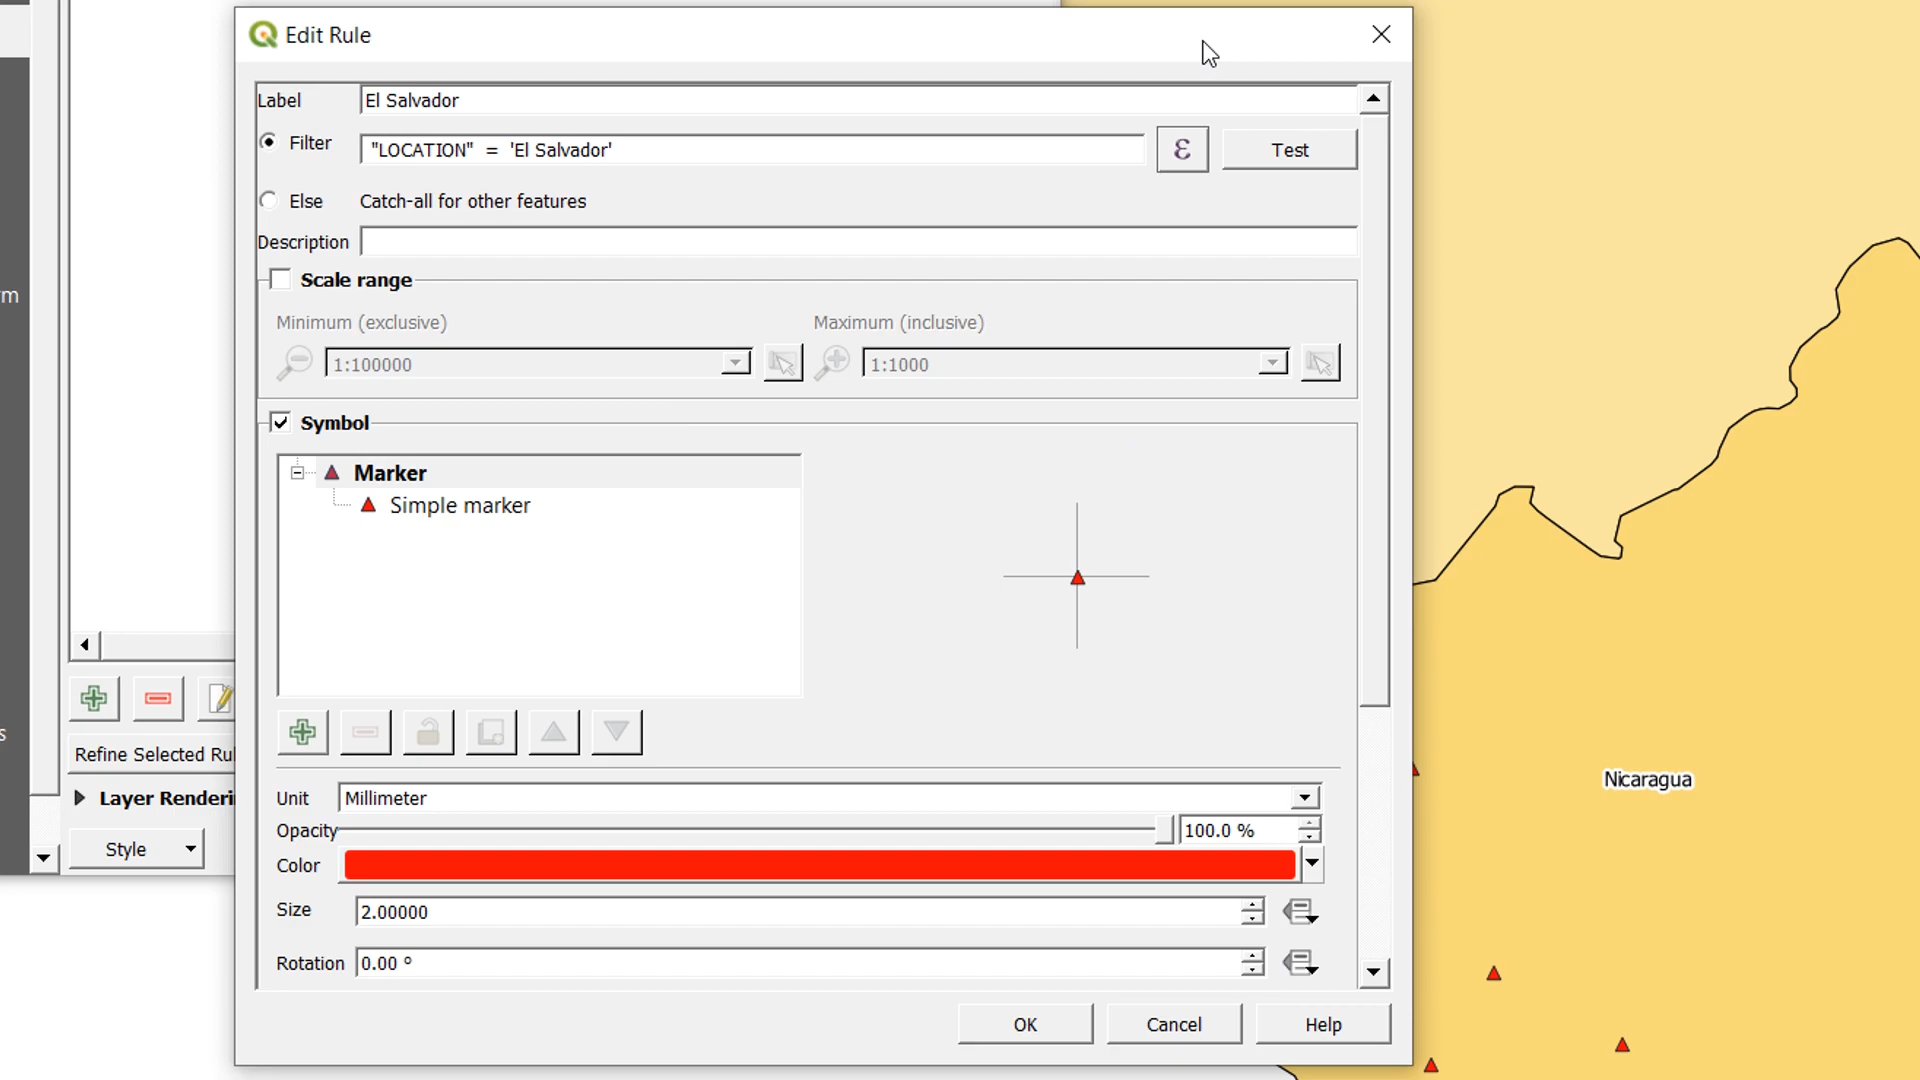 Edit Rule
Label El Salvador
Filter "LOCATION" = 'El Salvador' ε Test
Else Catch-all for other features
Description
Scale range
Minimum (exclusive) Maximum (inclusive)
1:100000 1:1000
Symbol
Marker
Simple marker
Unit Millimeter
Opacity 100.0 %
Color
Size 2.00000
Rotation 0.00 °
OK Cancel Help
rm
s
Refine Selected Rul
Layer Renderi
Style
Nicaragua